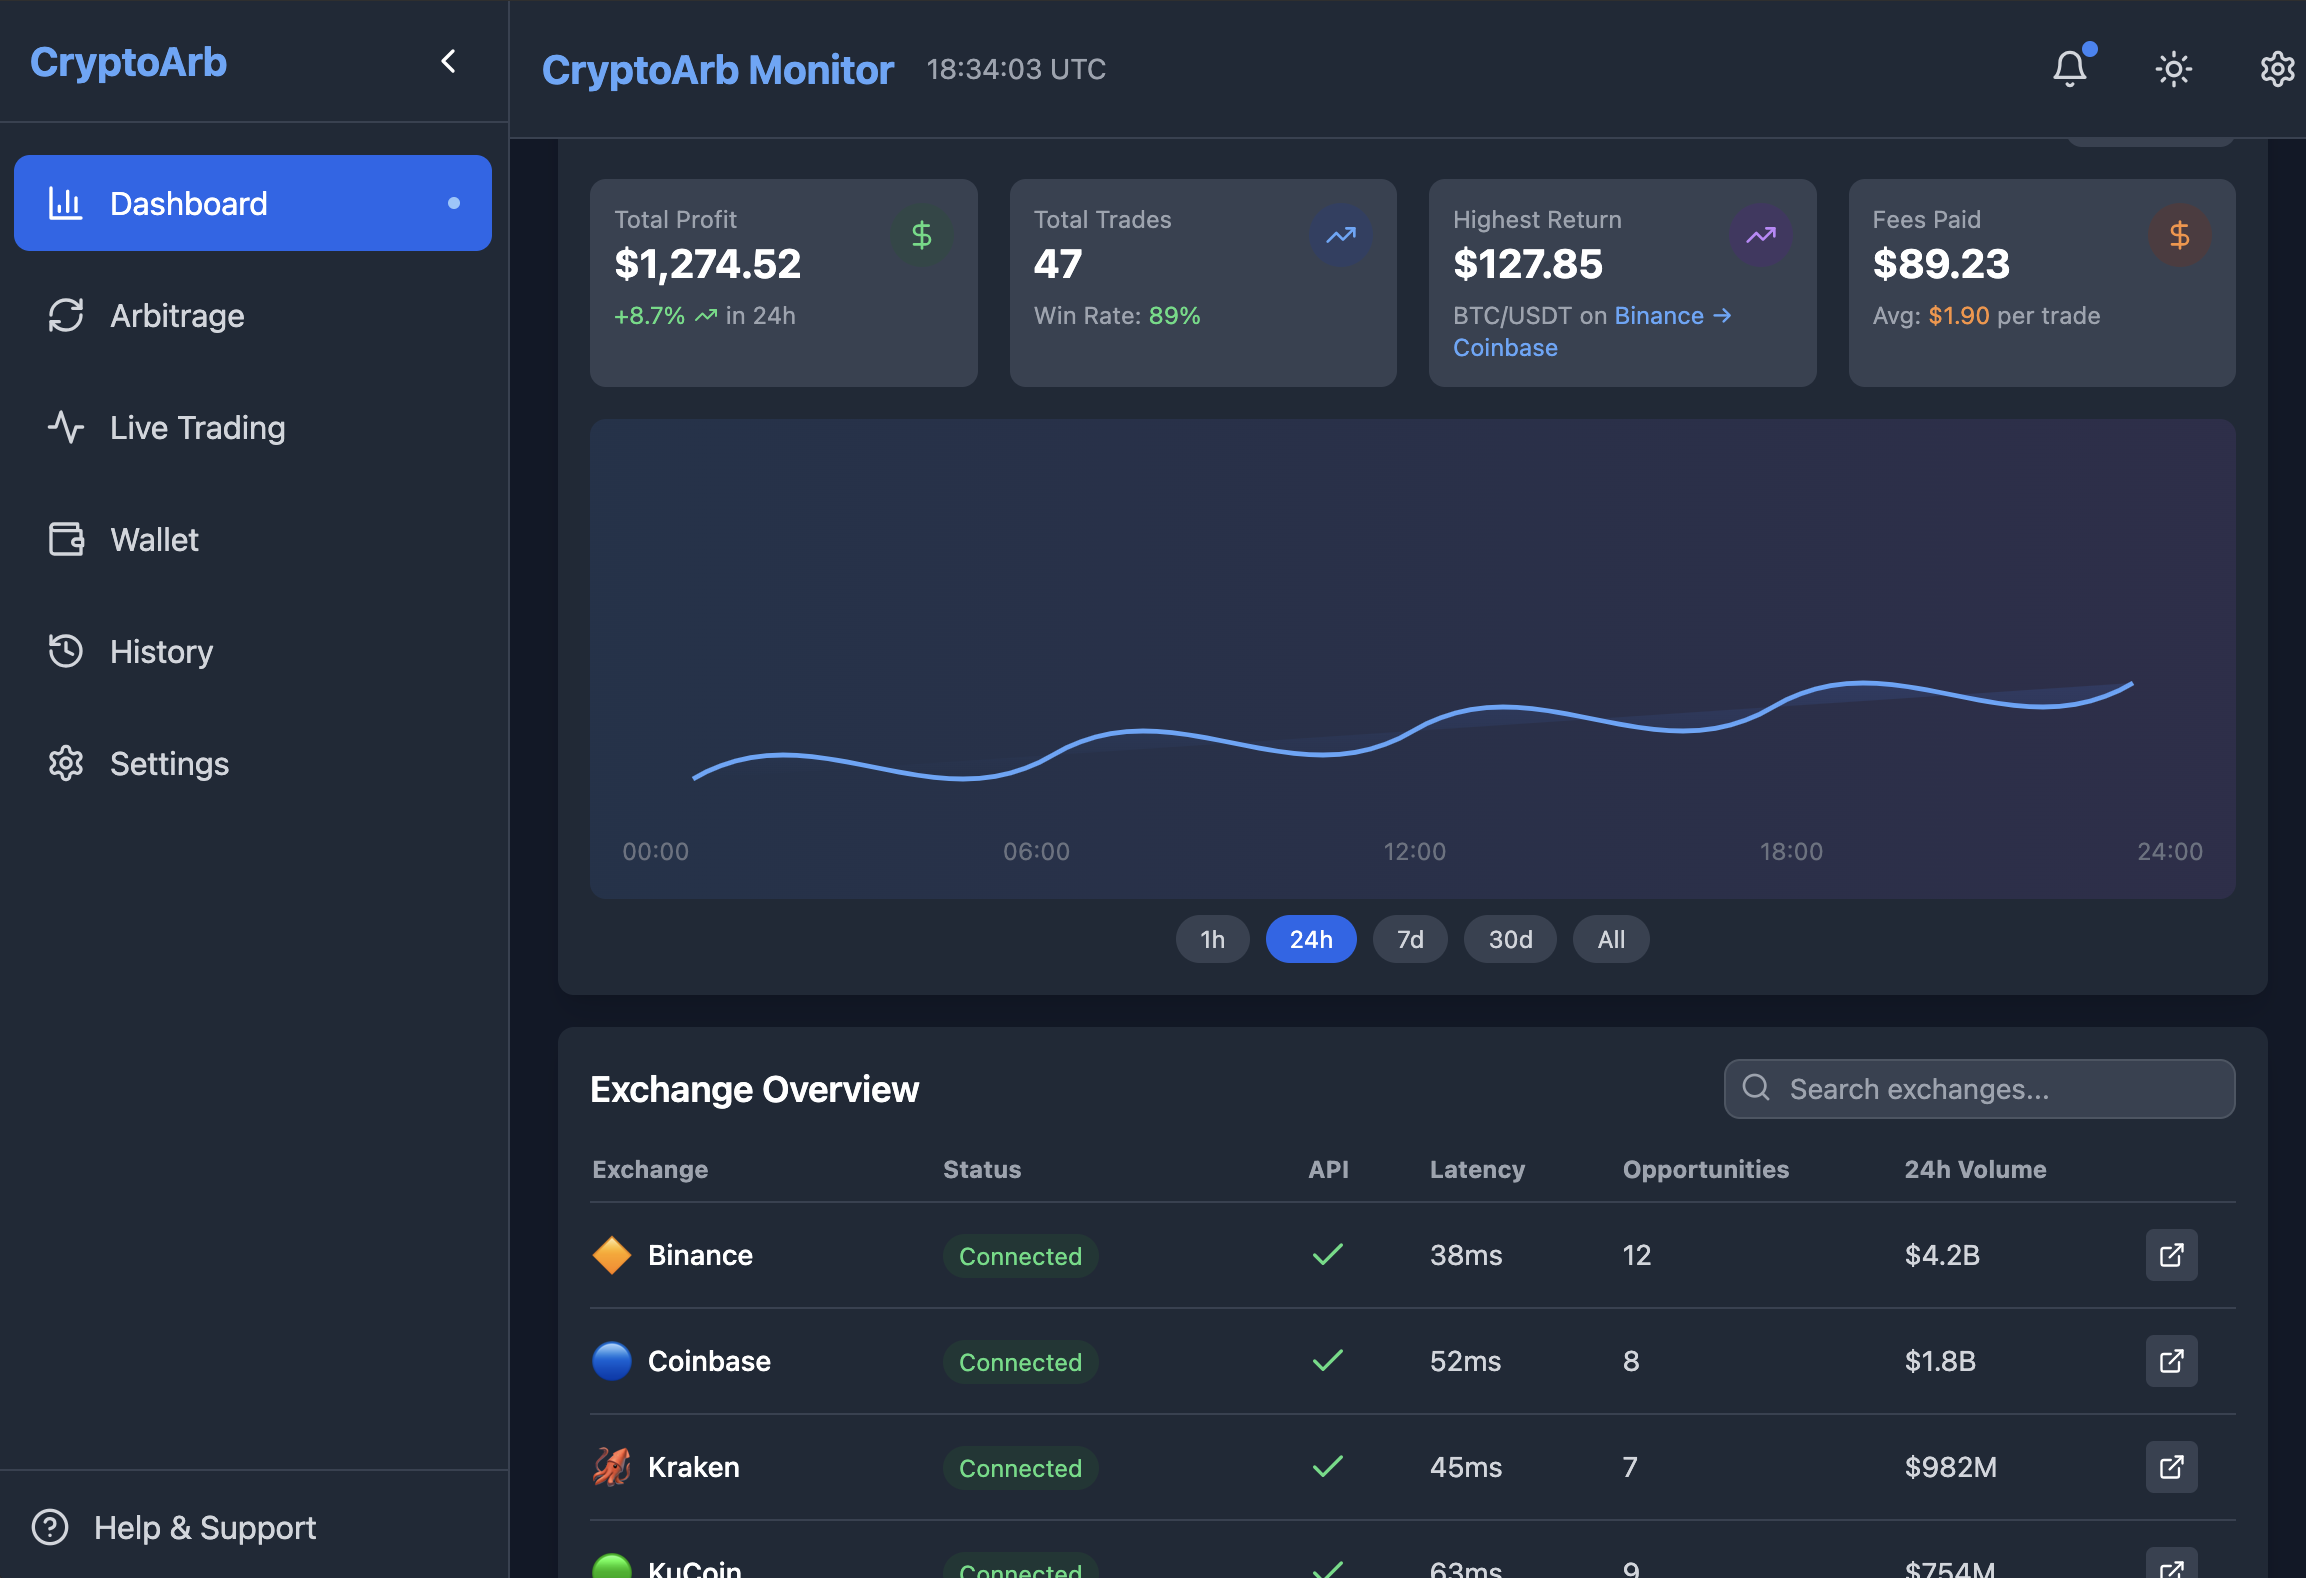 CryptoArb
Dashboard
Arbitrage
Live Trading
Wallet
History
Settings
Help & Support
CryptoArb Monitor 18:34:03 UTC
Total Profit
$1,274.52
+8.7% in 24h
Total Trades
47
Win Rate: 89%
Highest Return
$127.85
BTC/USDT on Binance →
Coinbase
Fees Paid
$89.23
Avg: $1.90 per trade
00:00 06:00 12:00 18:00 24:00
1h 24h 7d 30d All
Exchange Overview
Search exchanges...
Exchange Status API Latency Opportunities 24h Volume
Binance Connected 38ms 12 $4.2B
Coinbase Connected 52ms 8 $1.8B
Kraken Connected 45ms 7 $982M
KuCoin Connected 63ms 9 $754M